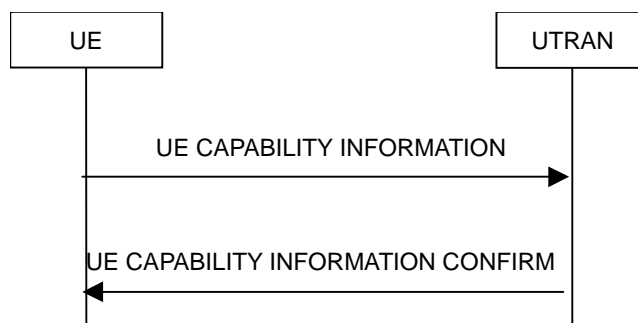 UE
UTRAN
UE CAPABILITY INFORMATION
UE CAPABILITY INFORMATION CONFIRM